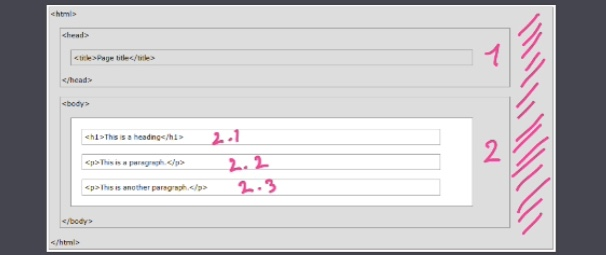 <html>
<head>
<title>Page title</title>
1
</head>
<body>
<h1>This is a heading</h1> 2.1
<p>This is a paragraph.</p> 2.2
2
<p>This is another paragraph.</p> 2.3
</body>
</html>